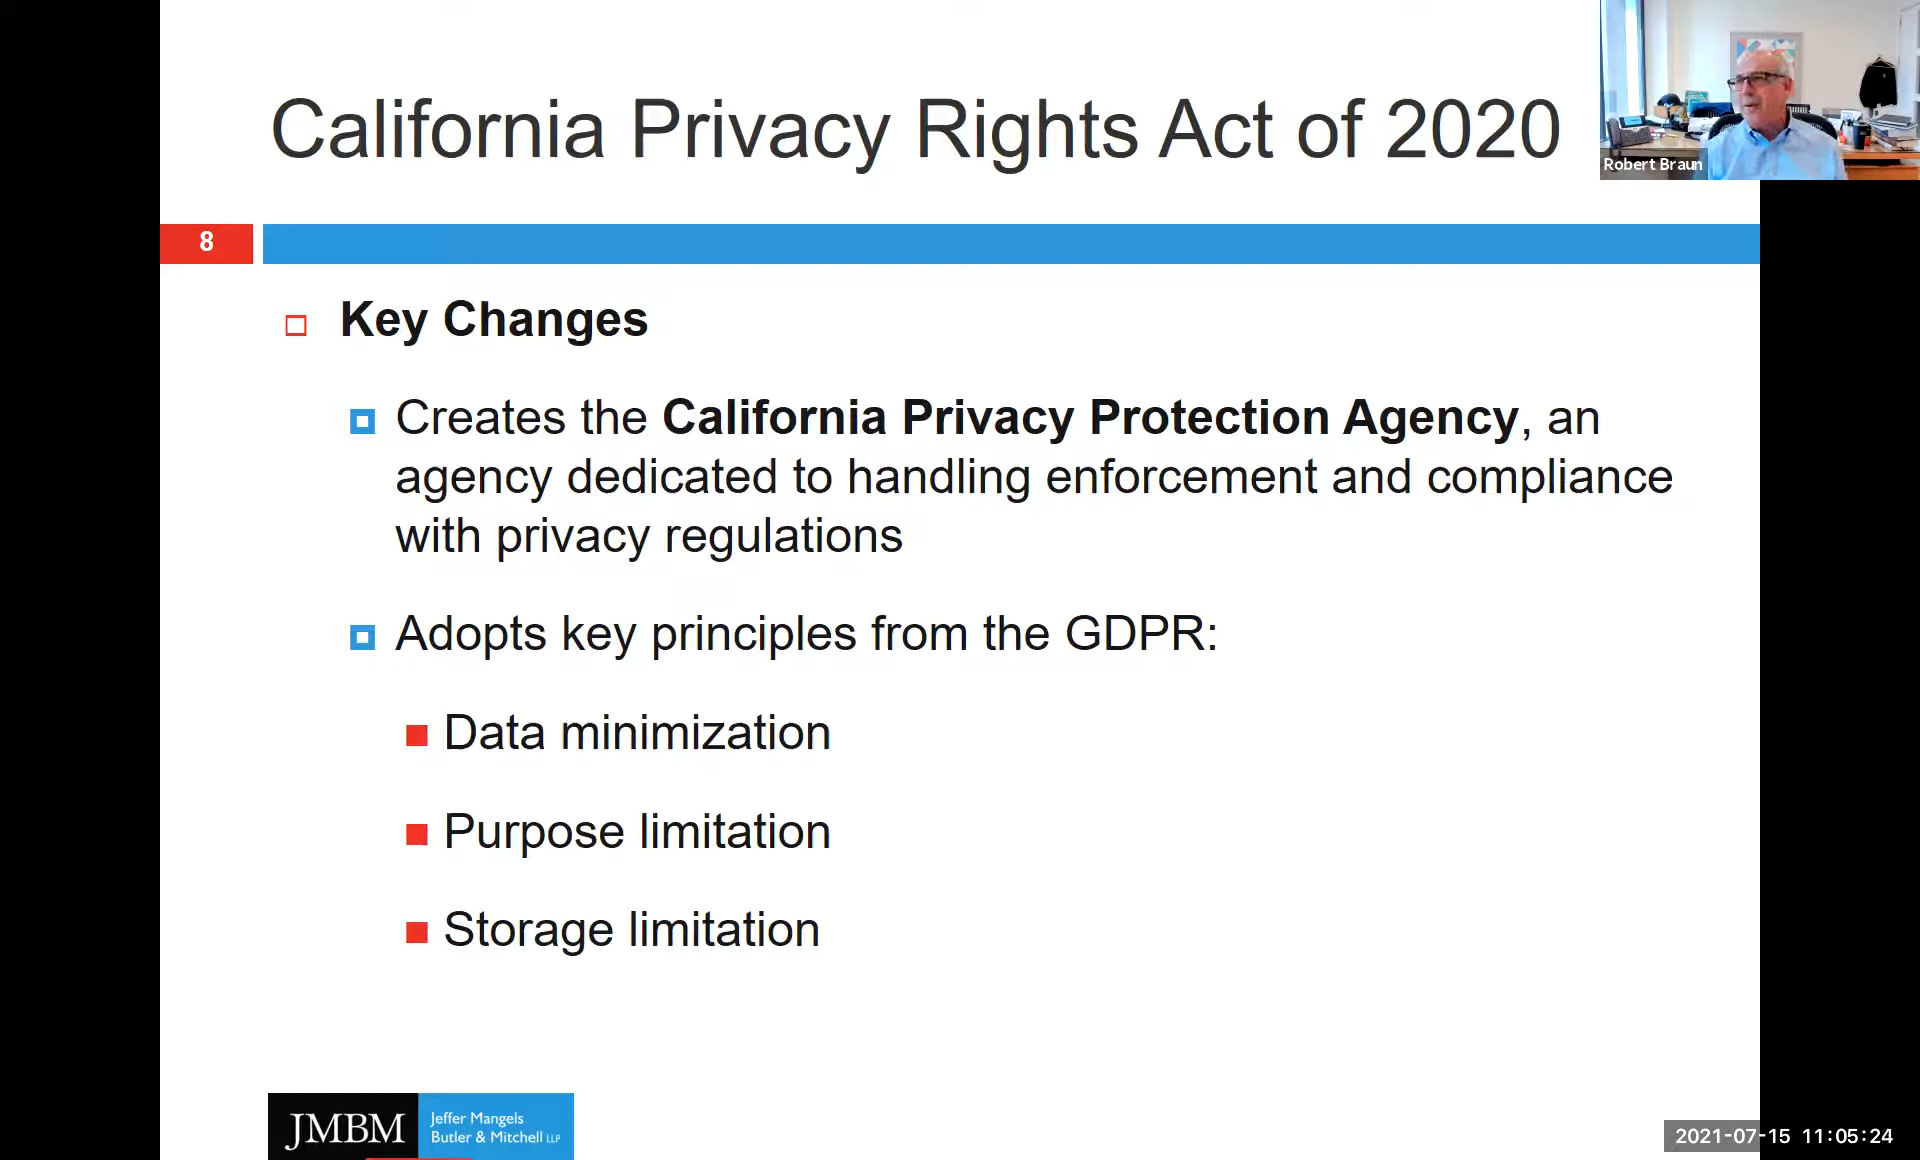 California Privacy Rights Act of 2020
Robert Braun
8
Key Changes
Creates the California Privacy Protection Agency, an
agency dedicated to handling enforcement and compliance
with privacy regulations
Adopts key principles from the GDPR:
Data minimization
Purpose limitation
Storage limitation
JMBM
Jeffer Mangels
Butler & Mitchell LLP
2021-07-15 11:05:24